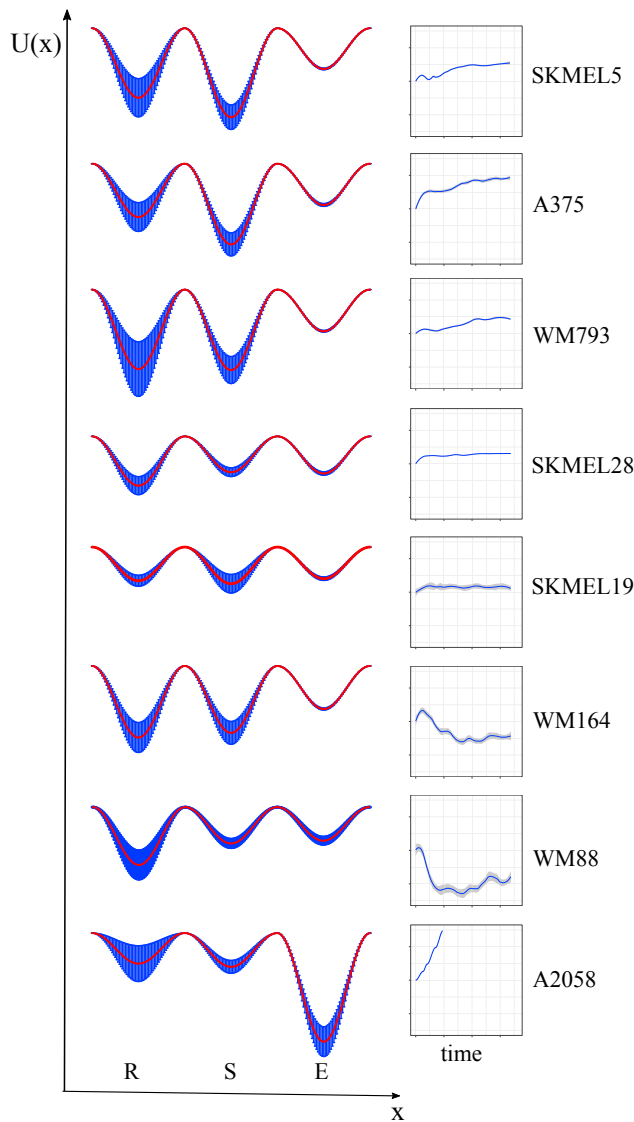 U(x)
SKMEL5
A375
WM793
SKMEL28
SKMEL19
WM164
WM88
A2058
time
R S E
x